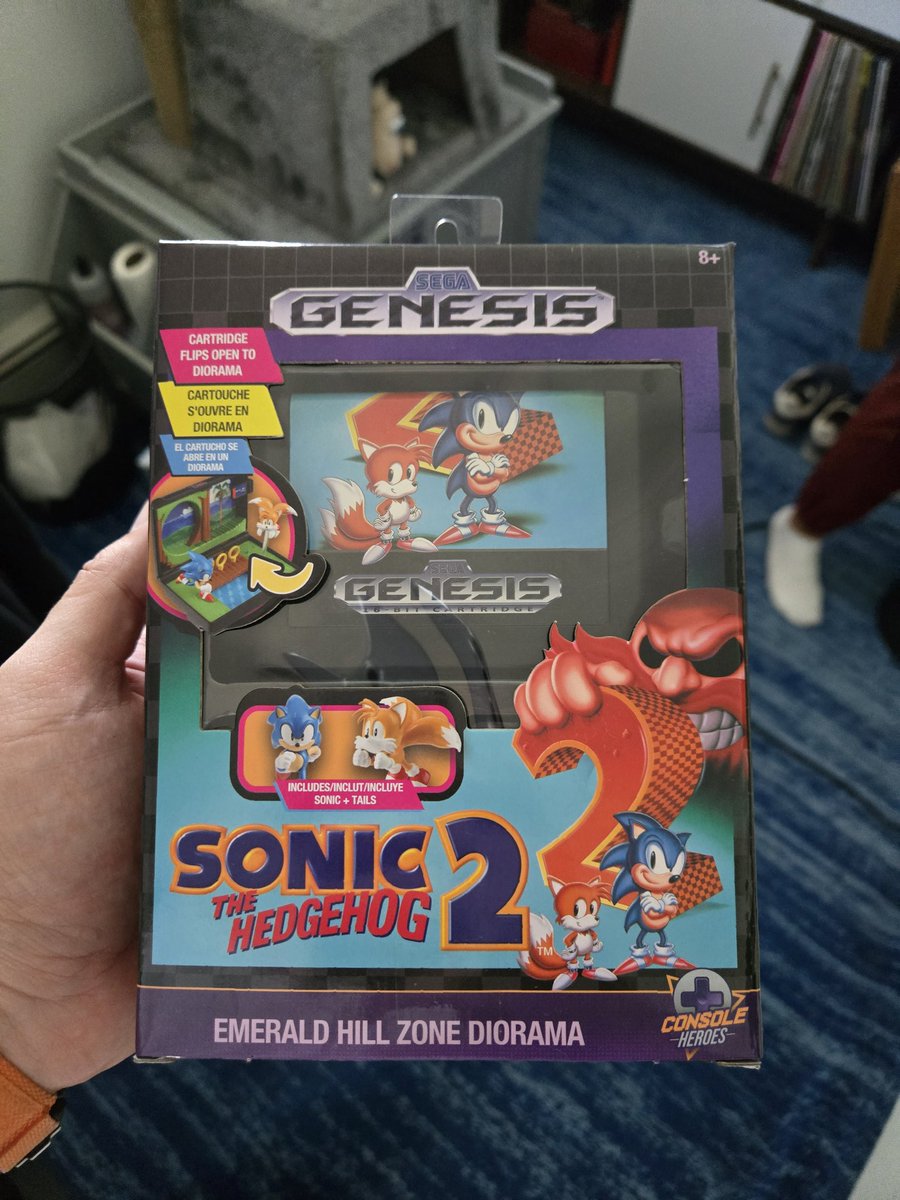 8+
SEGA
GENESIS
CARTRIDGE
FLIPS OPEN TO
DIORAMA
CARTOUCHE
S'OUVRE EN
DIORAMA
EL CARTUCHO SE
ABRE EN UN
DIORAMA
SEGA
GENESIS
16-BIT CARTRIDGE
INCLUDES/INCLUT/INCLUYE
SONIC + TAILS
SONIC
THE
HEDGEHOG
2
TM
EMERALD HILL ZONE DIORAMA
CONSOLE
HEROES